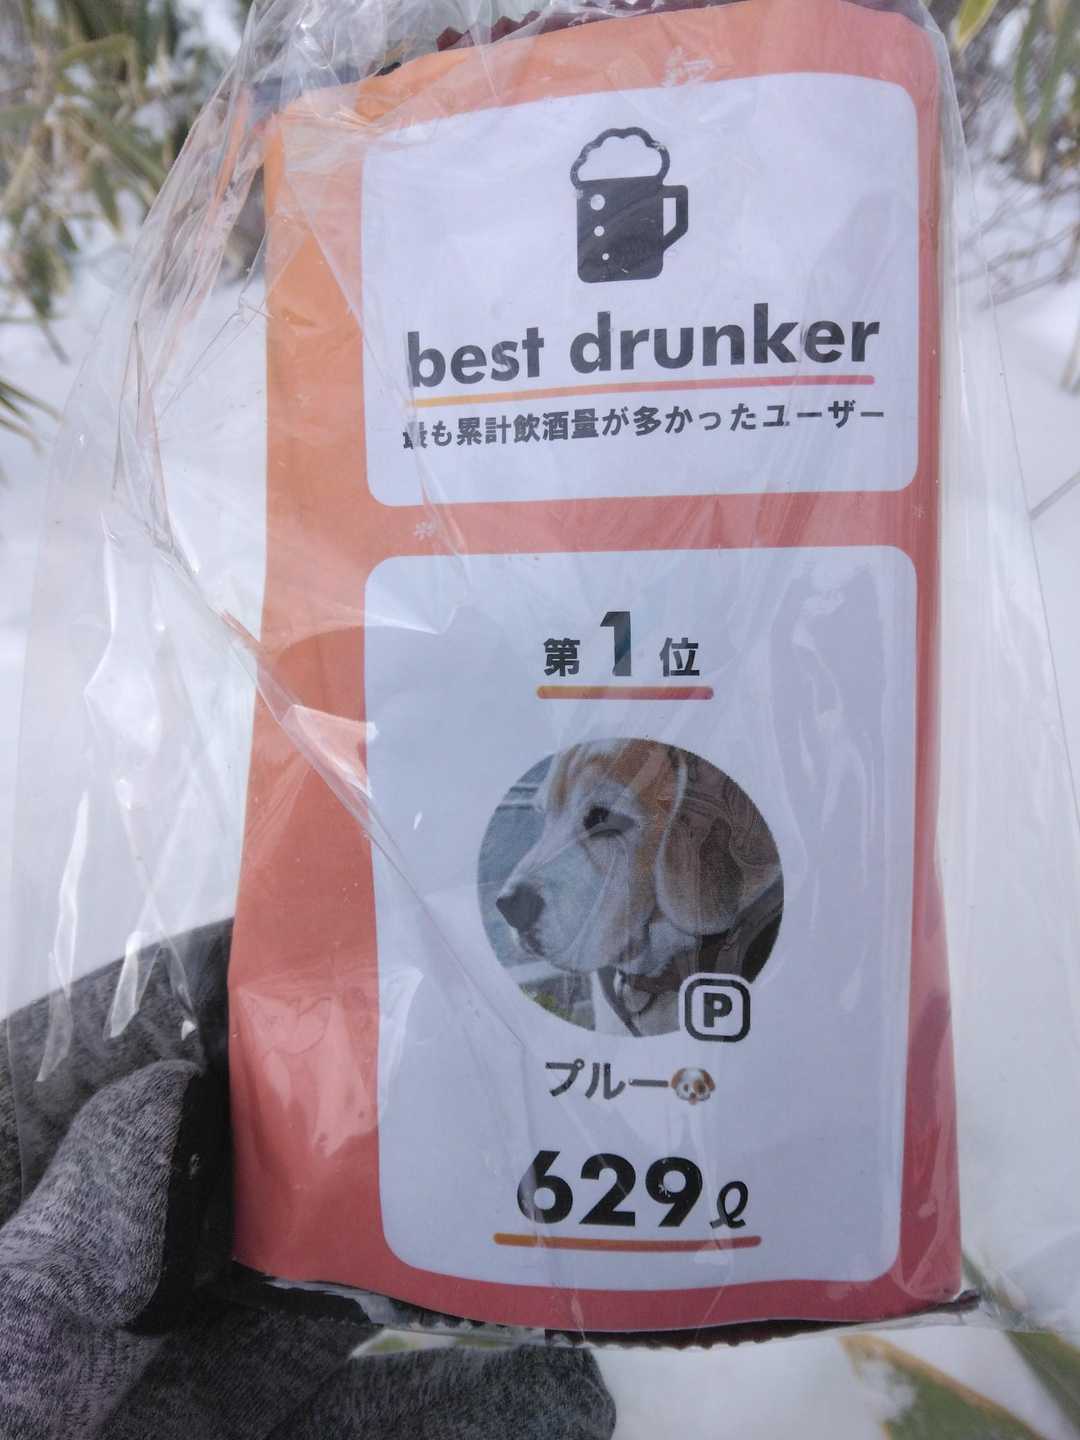 best drunker
最も累計飲酒量が多かったユーザー
第1位
P
プルー🐶
629ℓ